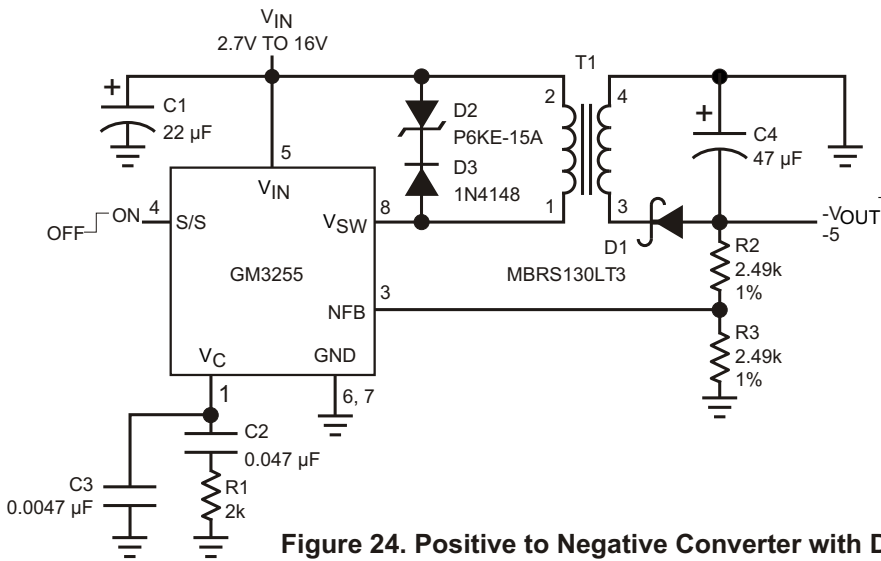 VIN
2.7V TO 16V
T1
C1
22 µF
D2
P6KE-15A
D3
1N4148
2
4
C4
47 µF
5
VIN
1
3
OFF
ON
4
S/S
VSW
8
D1
-VOUT
-5
GM3255
MBRS130LT3
R2
2.49k
1%
NFB
3
R3
2.49k
1%
VC
GND
1
6, 7
C2
0.047 µF
C3
0.0047 µF
R1
2k
Figure 24. Positive to Negative Converter with